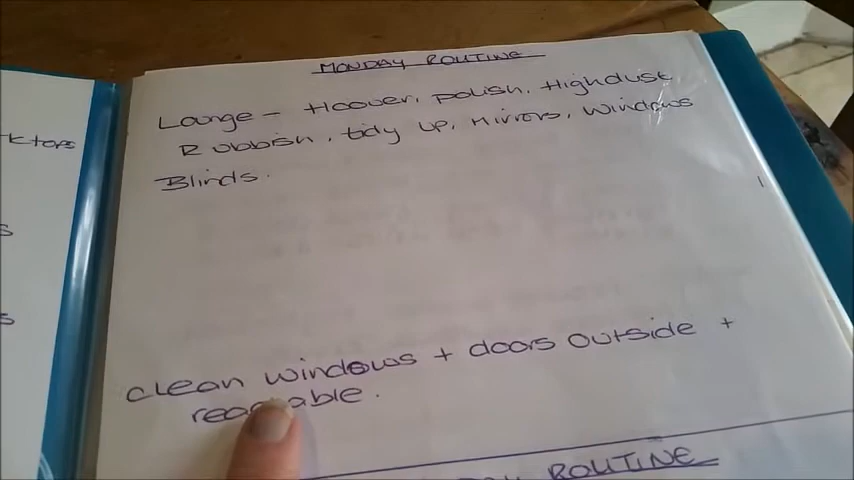 MONDAY ROUTINE
Lounge - Hoover, polish, Highdust
Rubbish, tidy up, mirrors, windows
Blinds.
clean windows + doors outside +
ROUTINE